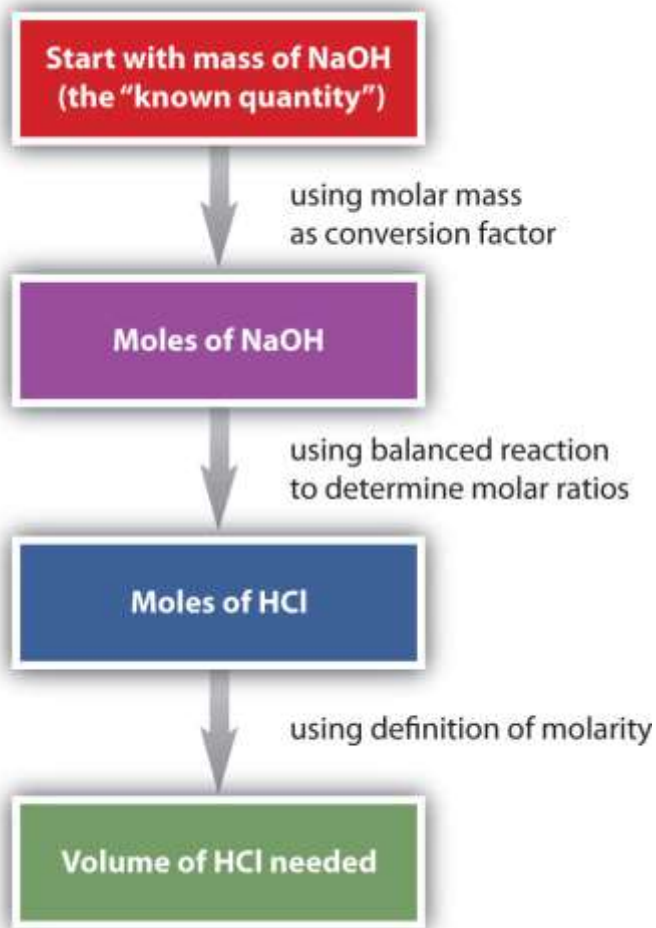 Start with mass of NaOH
(the “known quantity”)
using molar mass
as conversion factor
Moles of NaOH
using balanced reaction
to determine molar ratios
Moles of HCl
using definition of molarity
Volume of HCl needed